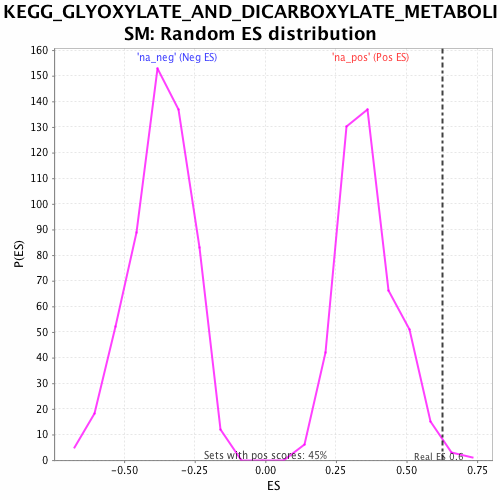 KEGG_GLYOXYLATE_AND_DICARBOXYLATE_METABOLI
SM: Random ES distribution
'na_neg' (Neg ES)
'na_pos' (Pos ES)
160
150
140
130
120
110
100
90
80
70
60
50
40
30
20
10
0
P(ES)
Sets with pos scores: 45%
Real ES 0.6
-0.50
-0.25
0.00
0.25
0.50
0.75
ES